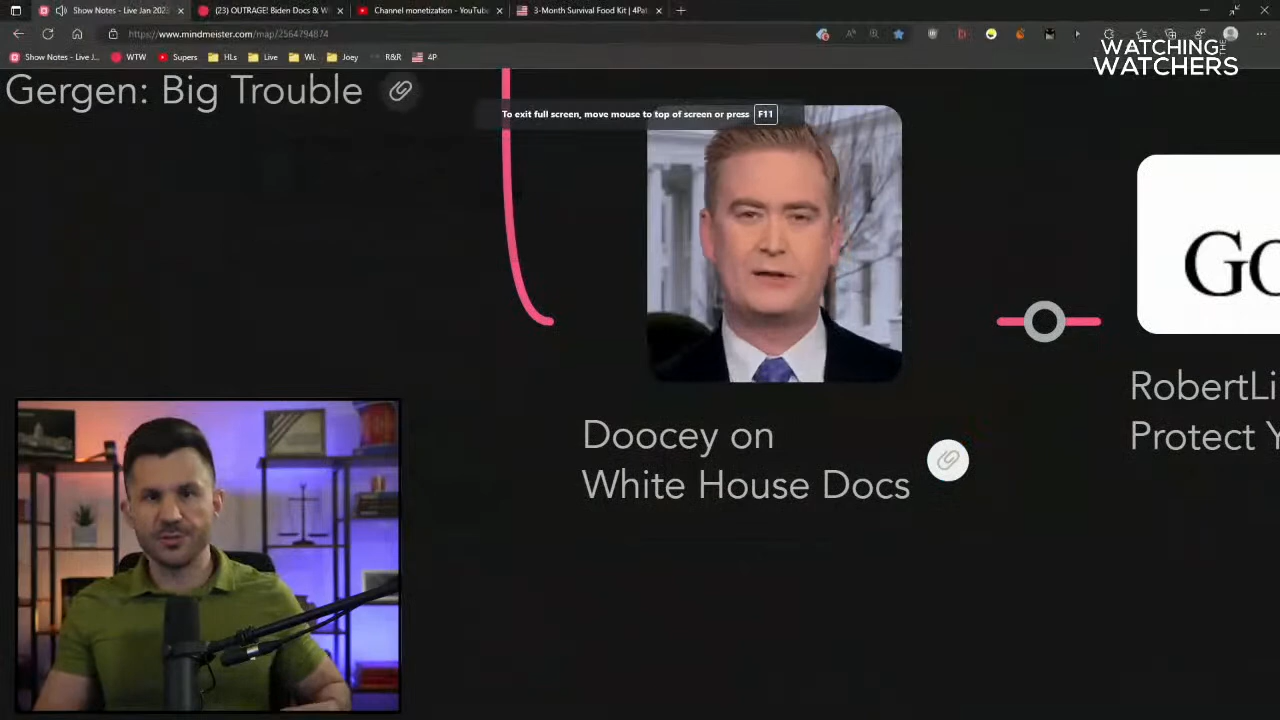 Show Notes - Live Jan 2023
(23) OUTRAGE! Biden Docs & W
Channel monetization - YouTube
3-Month Survival Food Kit | 4Pat
https://www.mindmeister.com/map/2564794874
Show Notes - Live J...
WTW
Supers
HLs
Live
WL
Joey
R&R
4P
WATCHING
THE
WATCHERS
Gergen: Big Trouble
To exit full screen, move mouse to top of screen or press F11
Go
Doocey on
White House Docs
RobertLi
Protect Y